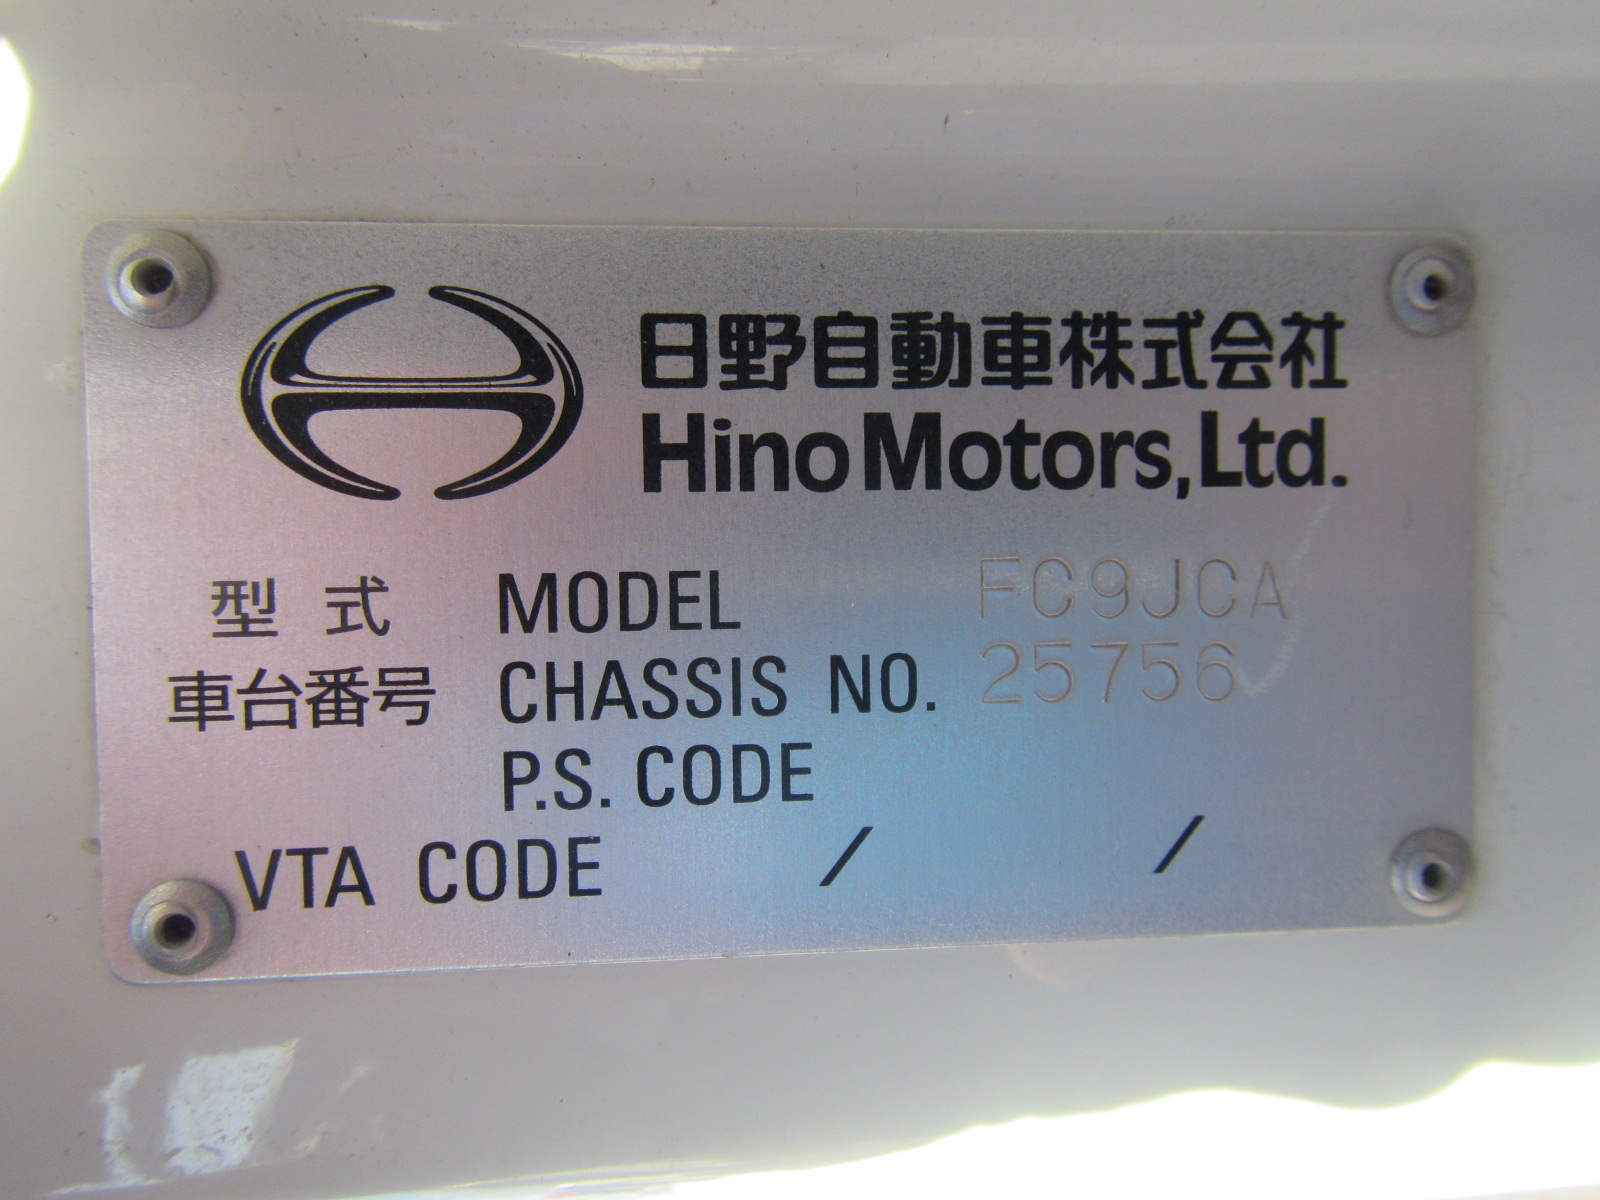 日野自動車株式会社
Hino Motors, Ltd.
型 式 MODEL FC9JCA
車台番号 CHASSIS NO. 25756
P.S. CODE
VTA CODE / /